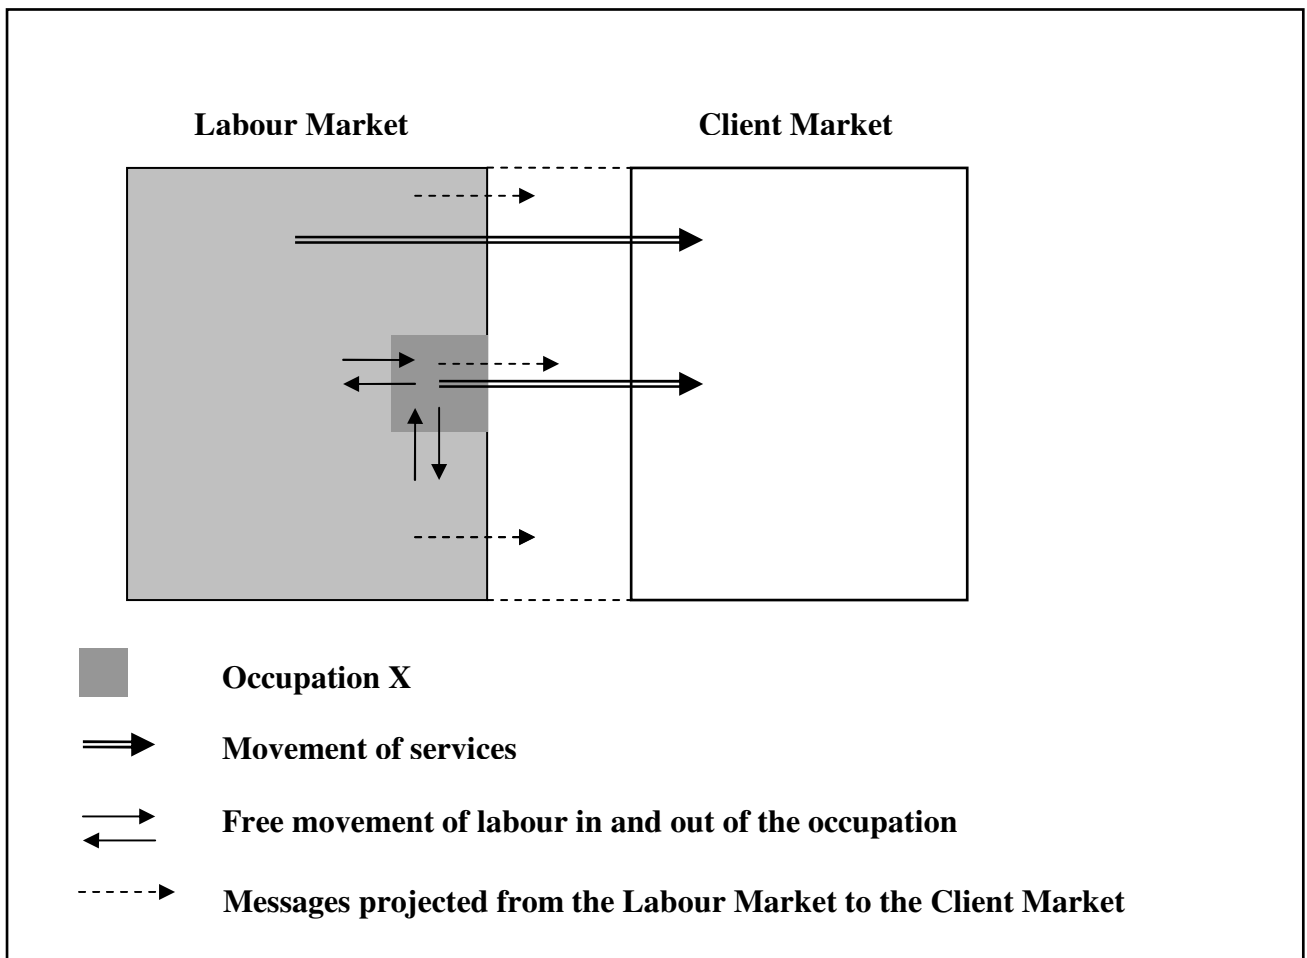 Labour Market
Client Market
Occupation X
Movement of services
Free movement of labour in and out of the occupation
Messages projected from the Labour Market to the Client Market